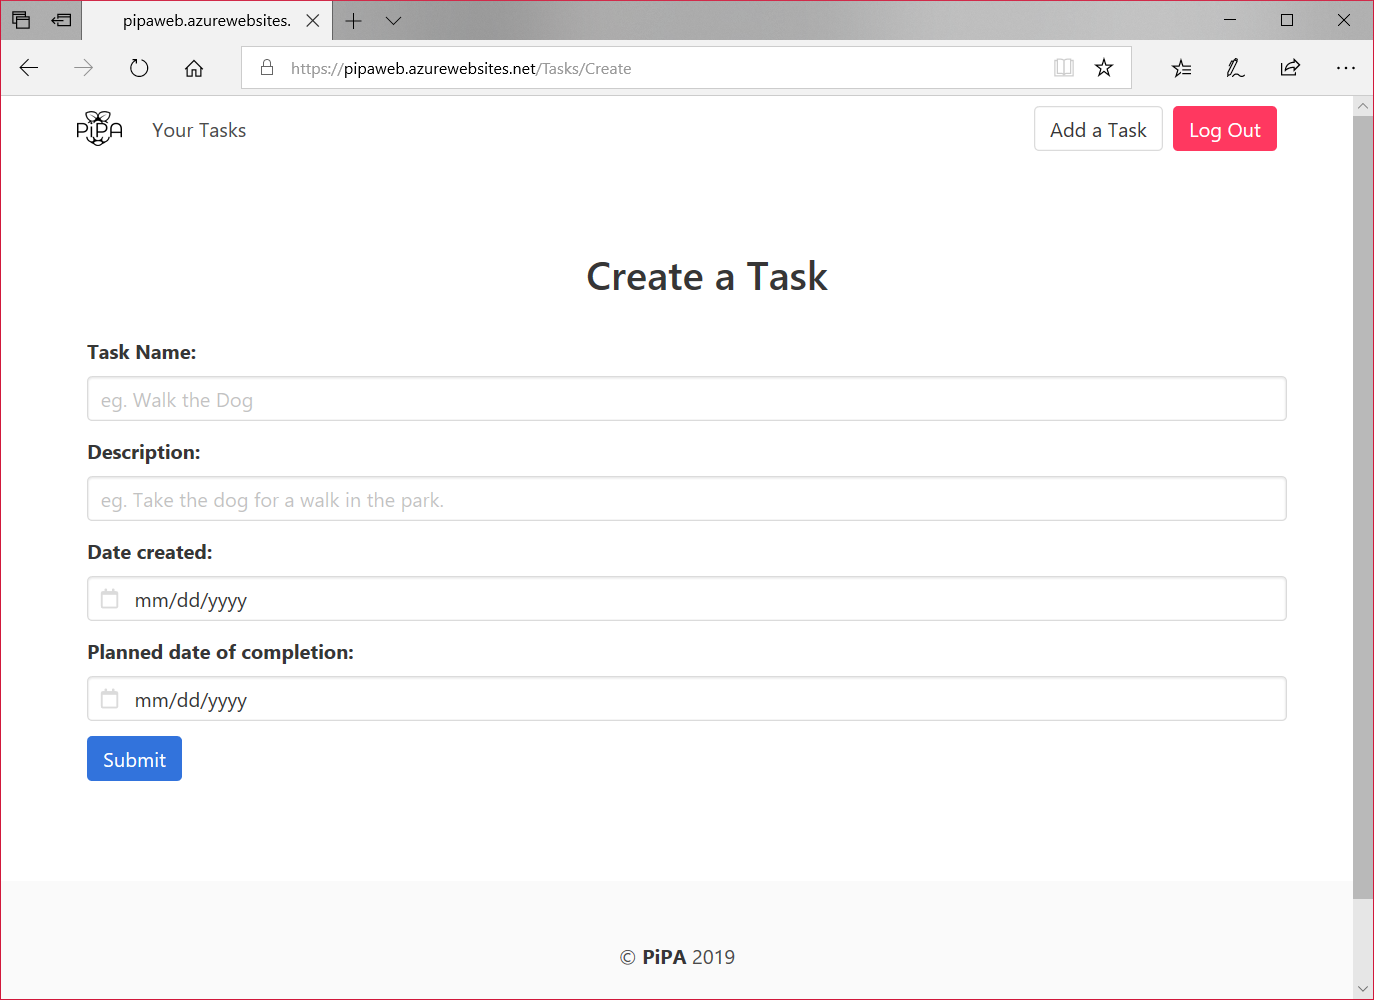 pipaweb.azurewebsites.
https://pipaweb.azurewebsites.net/Tasks/Create
PiPA Your Tasks Add a Task Log Out
Create a Task
Task Name:
eg. Walk the Dog
Description:
eg. Take the dog for a walk in the park.
Date created:
mm/dd/yyyy
Planned date of completion:
mm/dd/yyyy
Submit
© PiPA 2019